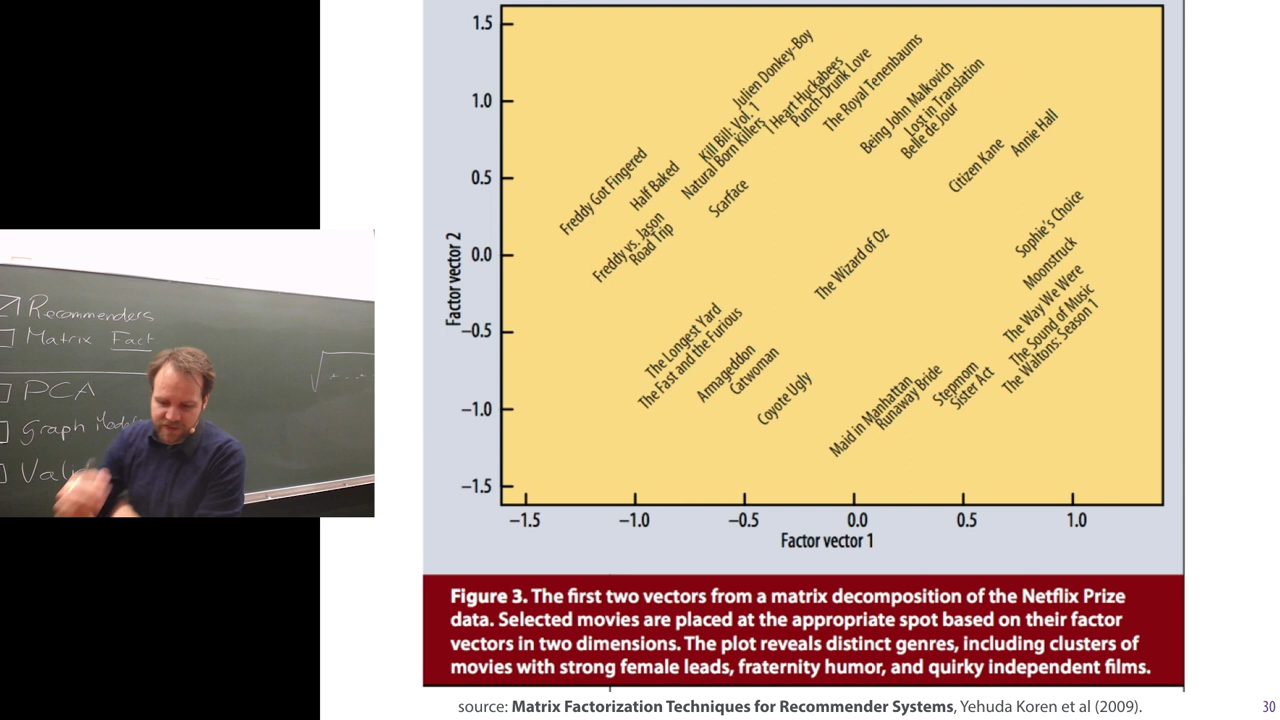 Recommenders
Matrix Fact
PCA
Graph
1.5
1.0
0.5
0.0
−0.5
−1.0
−1.5
Factor vector 2
Julien Donkey-Boy
I Heart Huckabees
Punch-Drunk Love
The Royal Tenenbaums
Being John Malkovich
Lost in Translation
Belle de Jour
Annie Hall
Citizen Kane
Kill Bill: Vol. 1
Natural Born Killers
Scarface
Freddy Got Fingered
Half Baked
Freddy vs. Jason
Road Trip
The Wizard of Oz
Sophie's Choice
Moonstruck
The Way We Were
The Sound of Music
The Waltons: Season 1
The Longest Yard
The Fast and the Furious
Armageddon
Catwoman
Coyote Ugly
Maid in Manhattan
Runaway Bride
Stepmom
Sister Act
−1.5 −1.0 −0.5 0.0 0.5 1.0
Factor vector 1
Figure 3. The first two vectors from a matrix decomposition of the Netflix Prize
data. Selected movies are placed at the appropriate spot based on their factor
vectors in two dimensions. The plot reveals distinct genres, including clusters of
movies with strong female leads, fraternity humor, and quirky independent films.
source: Matrix Factorization Techniques for Recommender Systems, Yehuda Koren et al (2009).
30